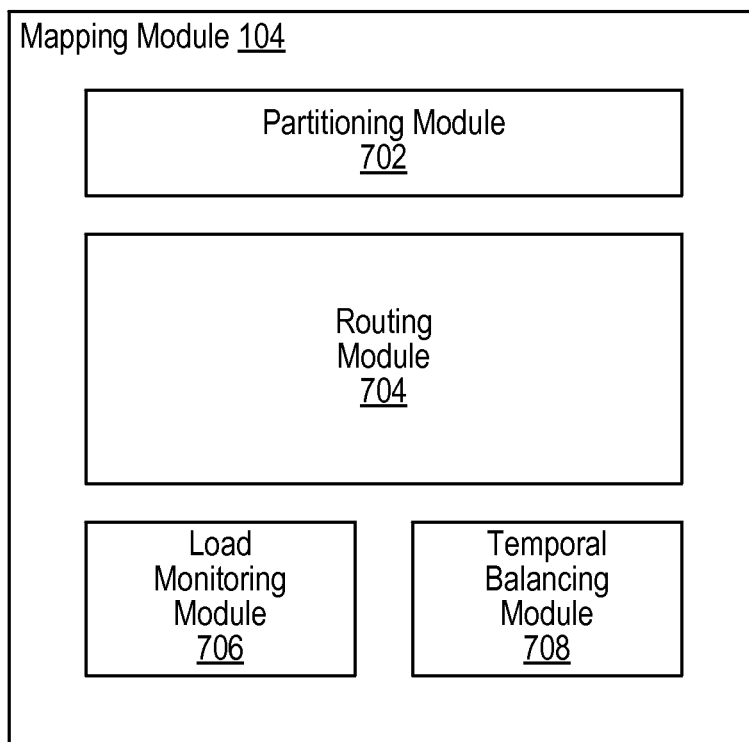 Mapping Module 104
Partitioning Module
702
Routing
Module
704
Load
Monitoring
Module
706
Temporal
Balancing
Module
708